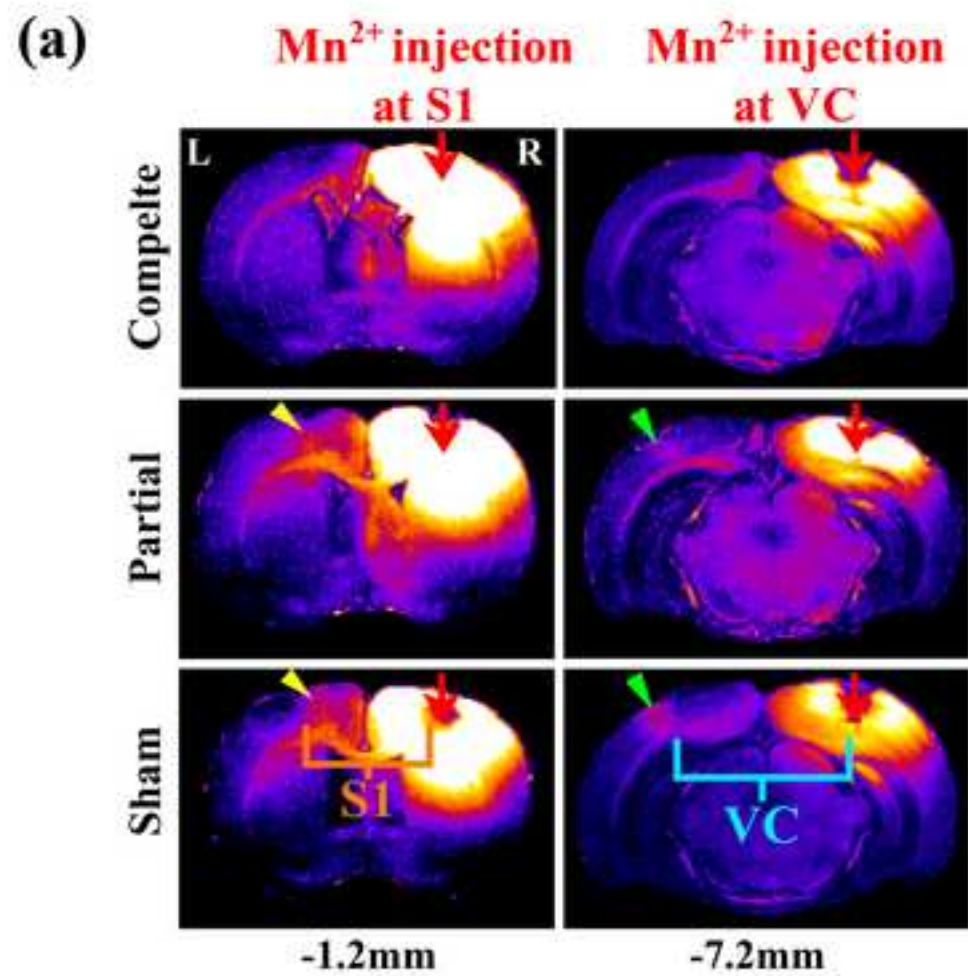 (a)
Mn²⁺ injection at S1
Mn²⁺ injection at VC
L R
Compelte
Partial
Sham
S1
VC
-1.2mm
-7.2mm